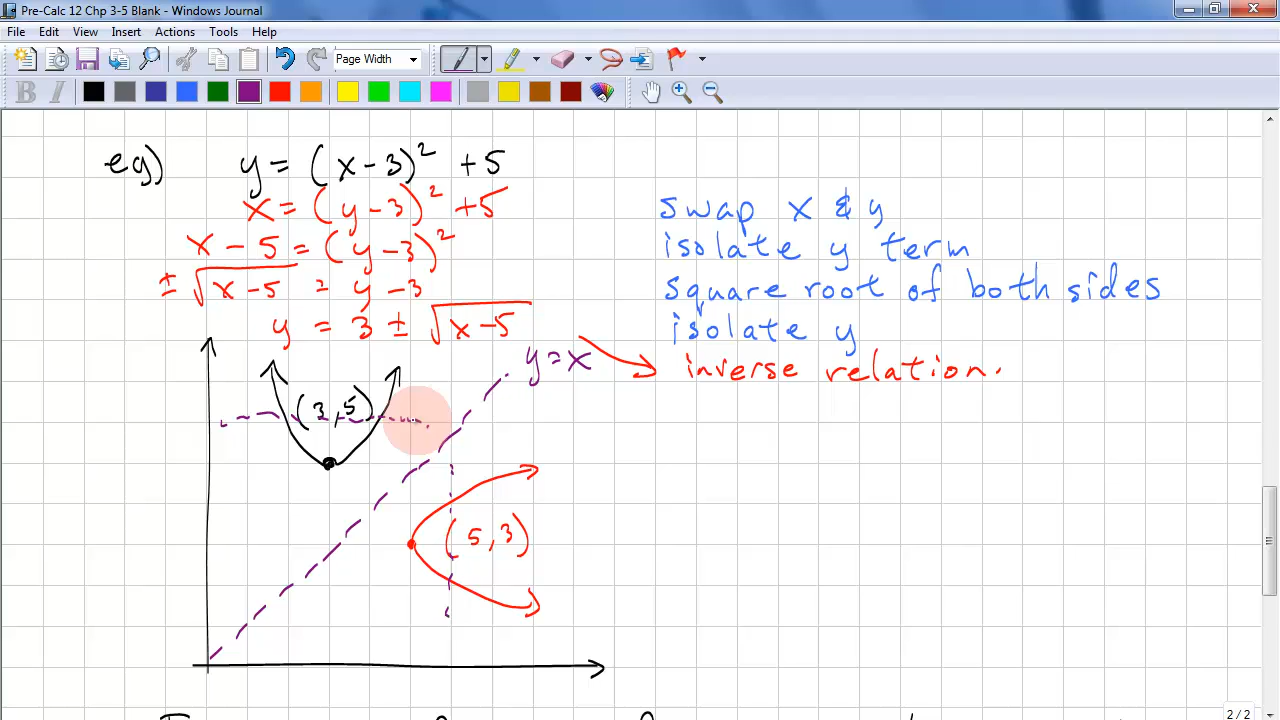 Pre-Calc 12 Chp 3-5 Blank - Windows Journal
File Edit View Insert Actions Tools Help
Page Width
B I
eg) y = (x-3)² +5
x = (y-3)² +5
x - 5 = (y-3)²
± √x-5 = y-3
y = 3 ± √x-5
swap x & y
isolate y term
square root of both sides
isolate y
inverse relation.
y=x
(3,5)
(5,3)
2/2